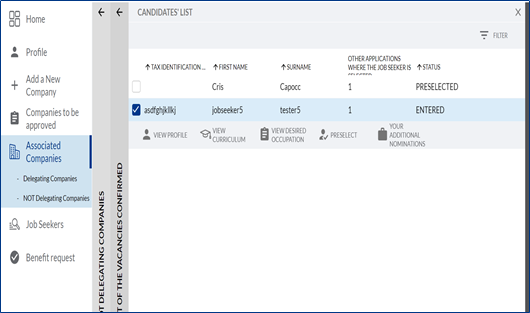 Home
Profile
Add a New
Company
Companies to be
approved
Associated
Companies
- Delegating Companies
- NOT Delegating Companies
Job Seekers
Benefit request
DELEGATING COMPANIES
OF THE VACANCIES CONFIRMED
CANDIDATES' LIST
X
FILTER
TAX IDENTIFICATION...
FIRST NAME
SURNAME
OTHER APPLICATIONS
WHERE THE JOB SEEKER IS
STATUS
Cris
Capocc
1
PRESELECTED
asdfghjkllkj
jobseeker5
tester5
1
ENTERED
VIEW PROFILE
VIEW
CURRICULUM
VIEW DESIRED
OCCUPATION
PRESELECT
YOUR
ADDITIONAL
NOMINATIONS